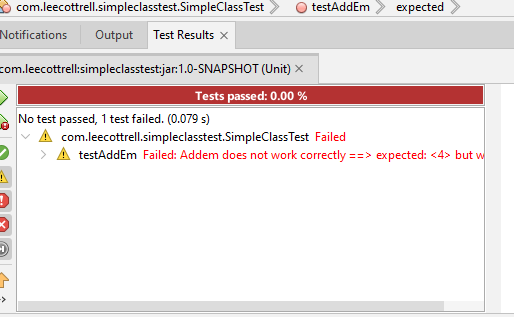 com.leecottrell.simpleclasstest.SimpleClassTest testAddEm expected
Notifications Output Test Results
com.leecottrell:simpleclasstest:jar:1.0-SNAPSHOT (Unit)
Tests passed: 0.00 %
No test passed, 1 test failed. (0.079 s)
com.leecottrell.simpleclasstest.SimpleClassTest Failed
testAddEm Failed: Addem does not work correctly ==> expected: <4> but